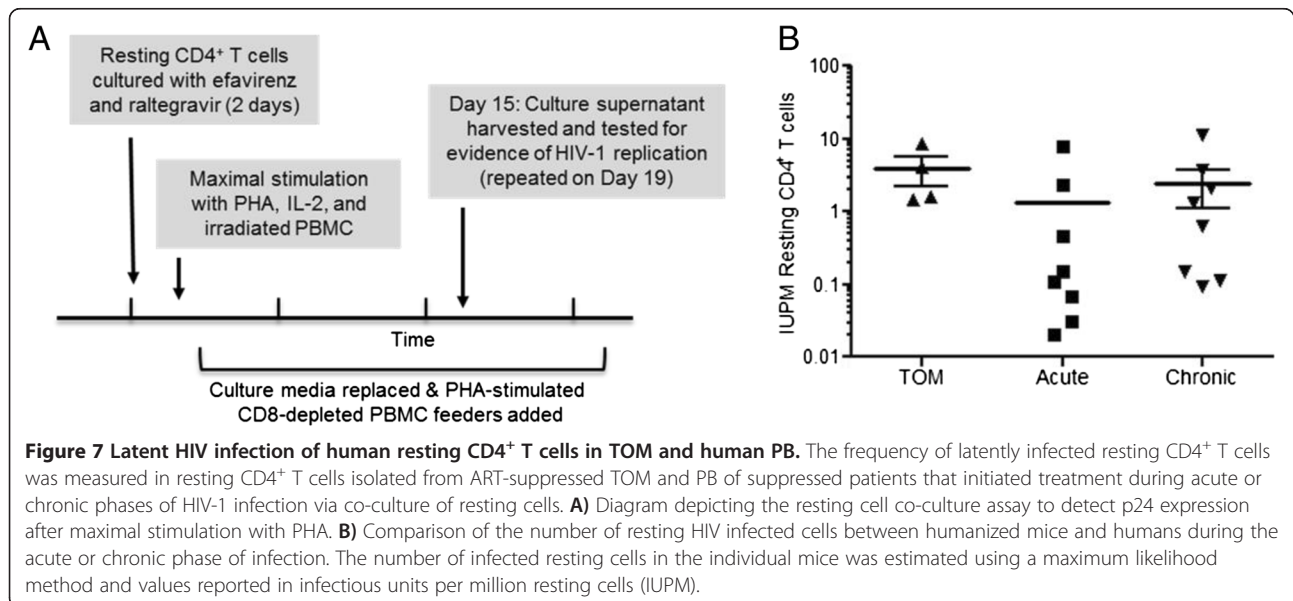 A
Resting CD4+ T cells
cultured with efavirenz
and raltegravir (2 days)
Maximal stimulation
with PHA, IL-2, and
irradiated PBMC
Day 15: Culture supernatant
harvested and tested for
evidence of HIV-1 replication
(repeated on Day 19)
Time
Culture media replaced & PHA-stimulated
CD8-depleted PBMC feeders added
B
IUPM Resting CD4+ T cells
100
10
1
0.1
0.01
TOM
Acute
Chronic
Figure 7 Latent HIV infection of human resting CD4+ T cells in TOM and human PB. The frequency of latently infected resting CD4+ T cells
was measured in resting CD4+ T cells isolated from ART-suppressed TOM and PB of suppressed patients that initiated treatment during acute or
chronic phases of HIV-1 infection via co-culture of resting cells. A) Diagram depicting the resting cell co-culture assay to detect p24 expression
after maximal stimulation with PHA. B) Comparison of the number of resting HIV infected cells between humanized mice and humans during the
acute or chronic phase of infection. The number of infected resting cells in the individual mice was estimated using a maximum likelihood
method and values reported in infectious units per million resting cells (IUPM).